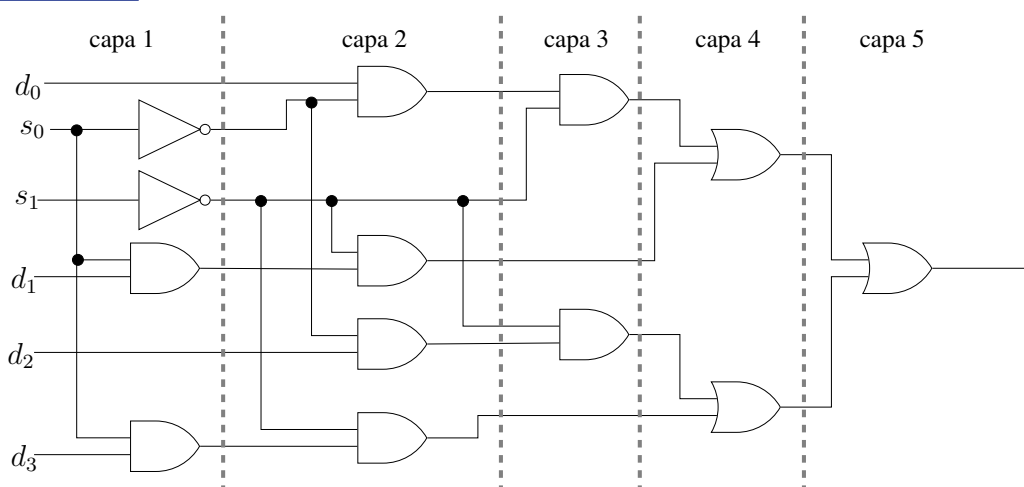 capa 1 capa 2 capa 3 capa 4 capa 5
d₀
s₀
s₁
d₁
d₂
d₃